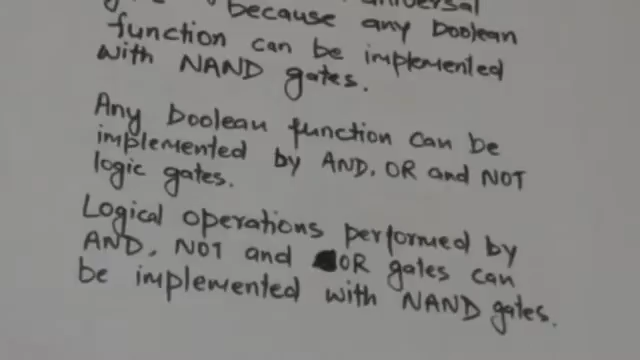 universal
because any boolean
function can be implemented
with NAND gates.
Any boolean function can be
implemented by AND, OR and NOT
logic gates.
Logical operations performed by
AND, NOT and OR gates can
be implemented with NAND gates.